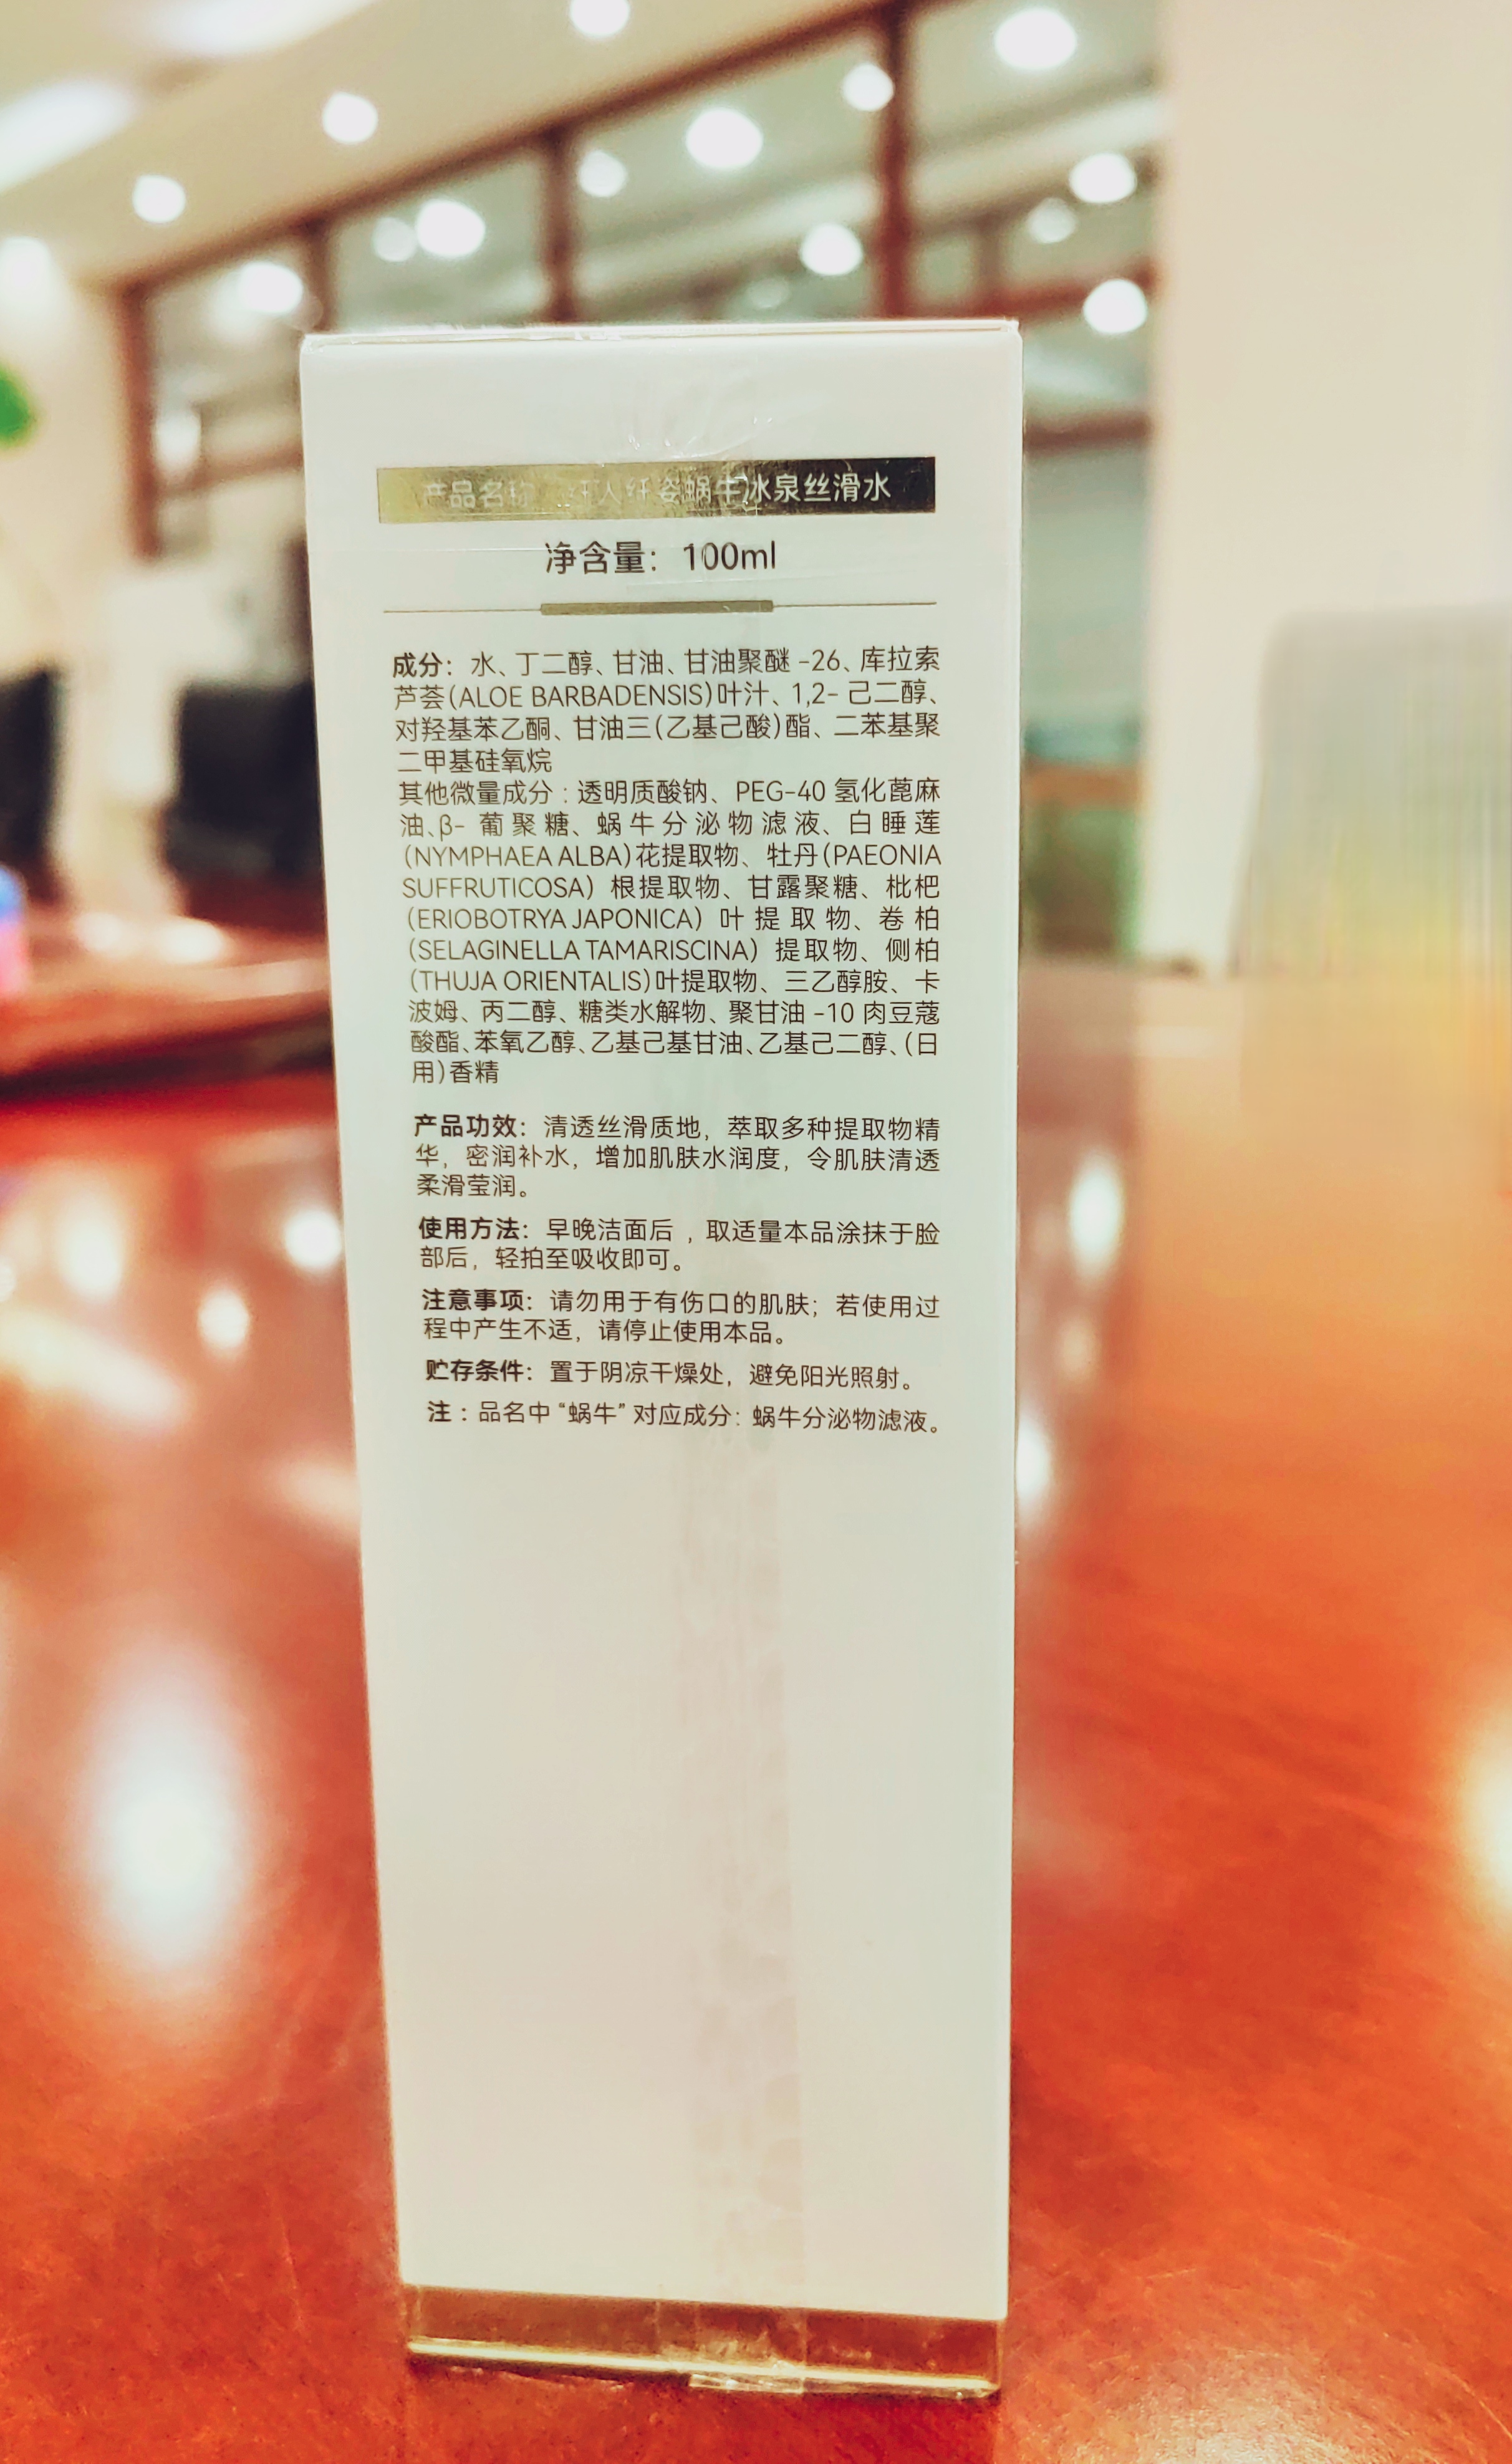 产品名称 纤人纤姿蜗牛冰泉丝滑水
净含量：100ml
成分：水、丁二醇、甘油、甘油聚醚 -26、库拉索
芦荟(ALOE BARBADENSIS)叶汁、1,2- 己二醇、
对羟基苯乙酮、甘油三(乙基己酸)酯、二苯基聚
二甲基硅氧烷
其他微量成分：透明质酸钠、PEG-40 氢化蓖麻
油、β- 葡聚糖、蜗牛分泌物滤液、白睡莲
(NYMPHAEA ALBA)花提取物、牡丹(PAEONIA
SUFFRUTICOSA) 根提取物、甘露聚糖、枇杷
(ERIOBOTRYA JAPONICA) 叶提取物、卷柏
(SELAGINELLA TAMARISCINA) 提取物、侧柏
(THUJA ORIENTALIS)叶提取物、三乙醇胺、卡
波姆、丙二醇、糖类水解物、聚甘油 -10 肉豆蔻
酸酯、苯氧乙醇、乙基己基甘油、乙基己二醇、(日
用)香精
产品功效：清透丝滑质地，萃取多种提取物精
华，密润补水，增加肌肤水润度，令肌肤清透
柔滑莹润。
使用方法：早晚洁面后，取适量本品涂抹于脸
部后，轻拍至吸收即可。
注意事项：请勿用于有伤口的肌肤；若使用过
程中产生不适，请停止使用本品。
贮存条件：置于阴凉干燥处，避免阳光照射。
注：品名中“蜗牛”对应成分：蜗牛分泌物滤液。